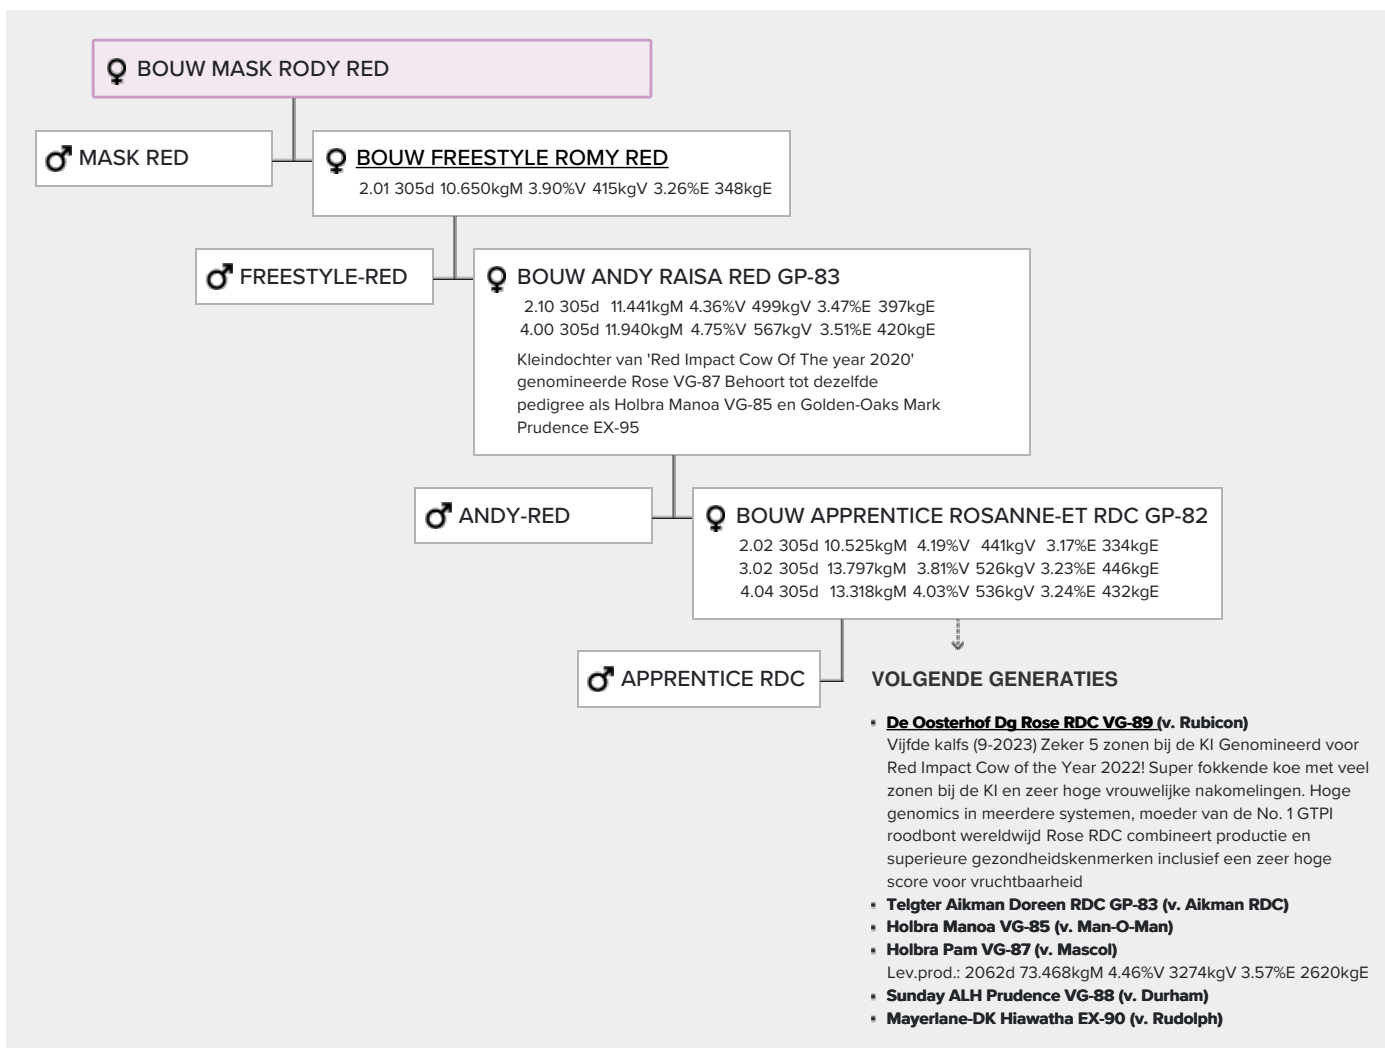 BOUW MASK RODY RED
MASK RED
BOUW FREESTYLE ROMY RED
2.01 305d 10.650kgM 3.90%V 415kgV 3.26%E 348kgE
FREESTYLE-RED
BOUW ANDY RAISA RED GP-83
2.10 305d 11.441kgM 4.36%V 499kgV 3.47%E 397kgE
4.00 305d 11.940kgM 4.75%V 567kgV 3.51%E 420kgE
Kleindochter van 'Red Impact Cow Of The year 2020'
genomineerde Rose VG-87 Behoort tot dezelfde
pedigree als Holbra Manoa VG-85 en Golden-Oaks Mark
Prudence EX-95
ANDY-RED
BOUW APPRENTICE ROSANNE-ET RDC GP-82
2.02 305d 10.525kgM 4.19%V 441kgV 3.17%E 334kgE
3.02 305d 13.797kgM 3.81%V 526kgV 3.23%E 446kgE
4.04 305d 13.318kgM 4.03%V 536kgV 3.24%E 432kgE
APPRENTICE RDC
VOLGENDE GENERATIES
De Oosterhof Dg Rose RDC VG-89 (v. Rubicon)
Vijfde kalfs (9-2023) Zeker 5 zonen bij de KI Genomineerd voor
Red Impact Cow of the Year 2022! Super fokkende koe met veel
zonen bij de KI en zeer hoge vrouwelijke nakomelingen. Hoge
genomics in meerdere systemen, moeder van de No. 1 GTPI
roodbont wereldwijd Rose RDC combineert productie en
superieure gezondheidskenmerken inclusief een zeer hoge
score voor vruchtbaarheid
Telgter Aikman Doreen RDC GP-83 (v. Aikman RDC)
Holbra Manoa VG-85 (v. Man-O-Man)
Holbra Pam VG-87 (v. Mascol)
Lev.prod.: 2062d 73.468kgM 4.46%V 3274kgV 3.57%E 2620kgE
Sunday ALH Prudence VG-88 (v. Durham)
Mayerlane-DK Hiawatha EX-90 (v. Rudolph)